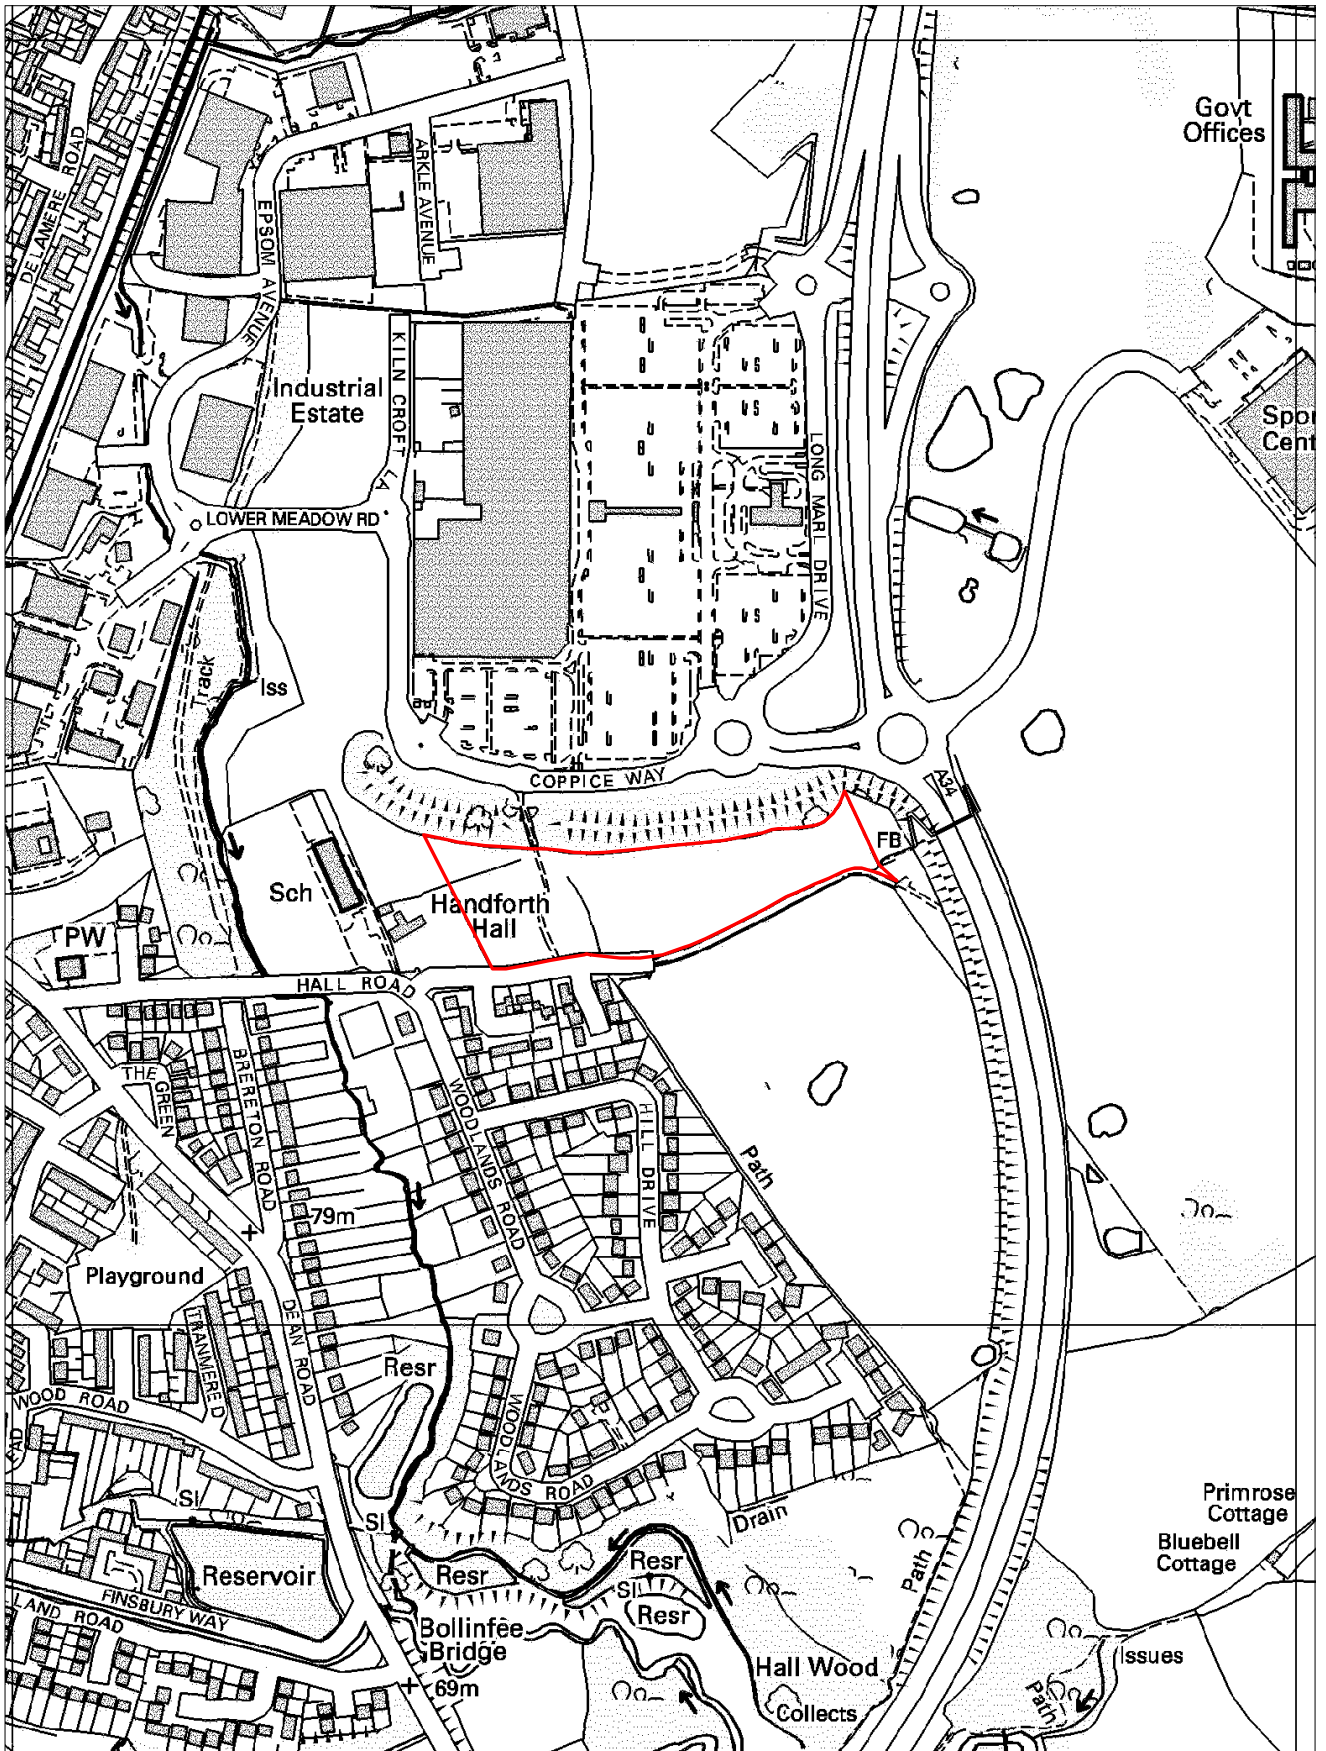 Govt
Offices
DELAMERE ROAD
ARKLE AVENUE
EPSOM AVENUE
KILN CROFT LA
Industrial
Estate
LONG MARL DRIVE
LOWER MEADOW RD
Track
Iss
COPPICE WAY
A34
FB
Sch
Handforth
Hall
PW
HALL ROAD
THE GREEN
BRERETON ROAD
WOODLANDS ROAD
HILL DRIVE
Path
79m
Playground
DEAN ROAD
Resr
WOOD ROAD
WOODLANDS ROAD
Drain
Sl
Sl
Reservoir
Resr
Resr
Sl
Resr
Path
Primrose
Cottage
Bluebell
Cottage
FINSBURY WAY
LAND ROAD
Bollinfee
Bridge
69m
Hall Wood
Collects
Issues
Path